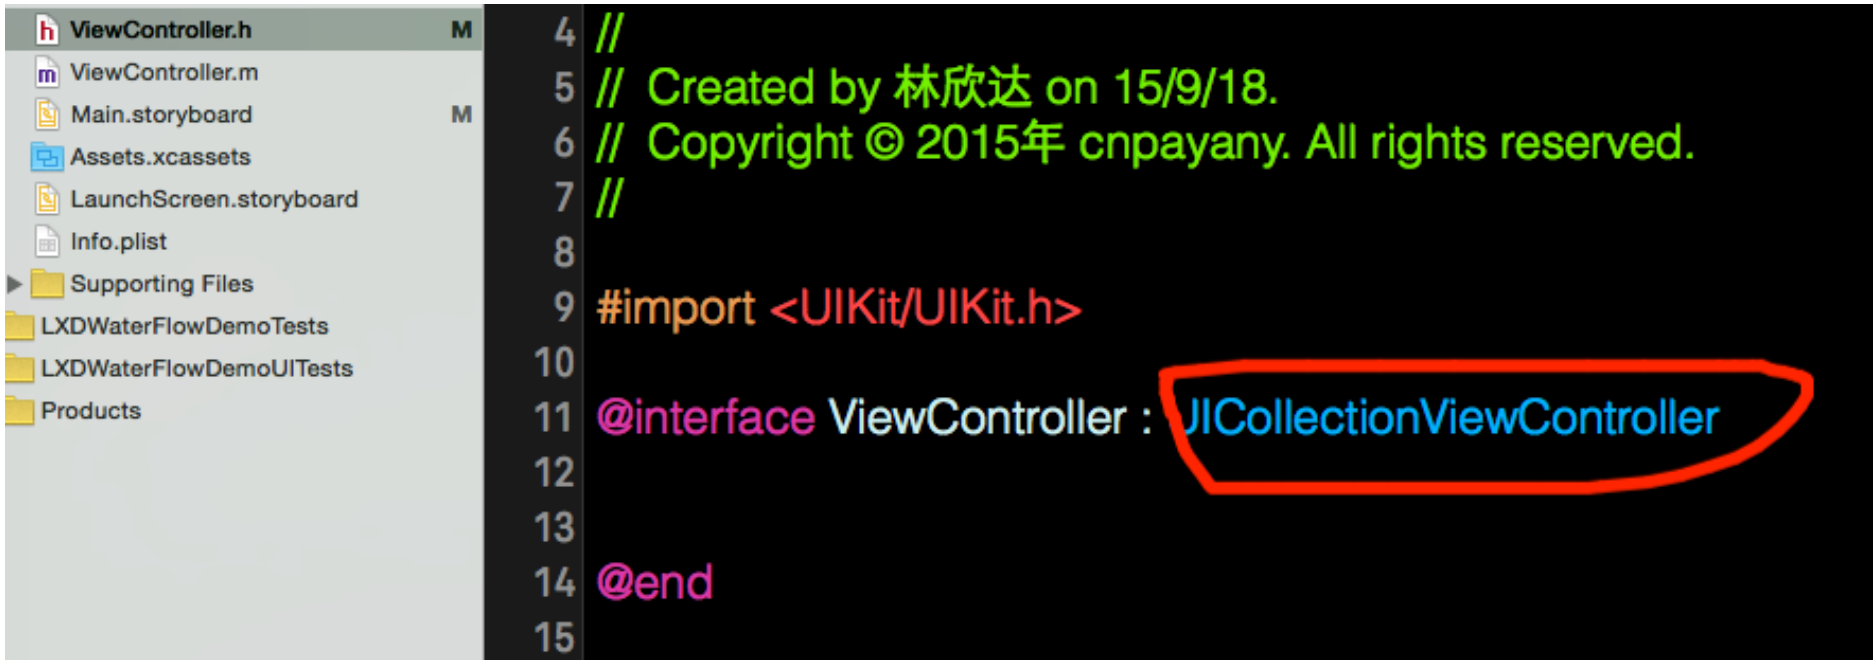 ViewController.h M
ViewController.m
Main.storyboard M
Assets.xcassets
LaunchScreen.storyboard
Info.plist
Supporting Files
LXDWaterFlowDemoTests
LXDWaterFlowDemoUITests
Products
4 //
5 // Created by 林欣达 on 15/9/18.
6 // Copyright © 2015年 cnpayany. All rights reserved.
7 //
8
9 #import <UIKit/UIKit.h>
10
11 @interface ViewController : UICollectionViewController
12
13
14 @end
15